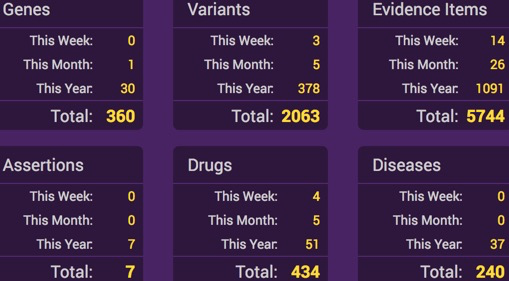 Genes
This Week: 0
This Month: 1
This Year: 30
Total: 360
Variants
This Week: 3
This Month: 5
This Year: 378
Total: 2063
Evidence Items
This Week: 14
This Month: 26
This Year: 1091
Total: 5744
Assertions
This Week: 0
This Month: 0
This Year: 7
Total: 7
Drugs
This Week: 4
This Month: 5
This Year: 51
Total: 434
Diseases
This Week: 0
This Month: 0
This Year: 37
Total: 240